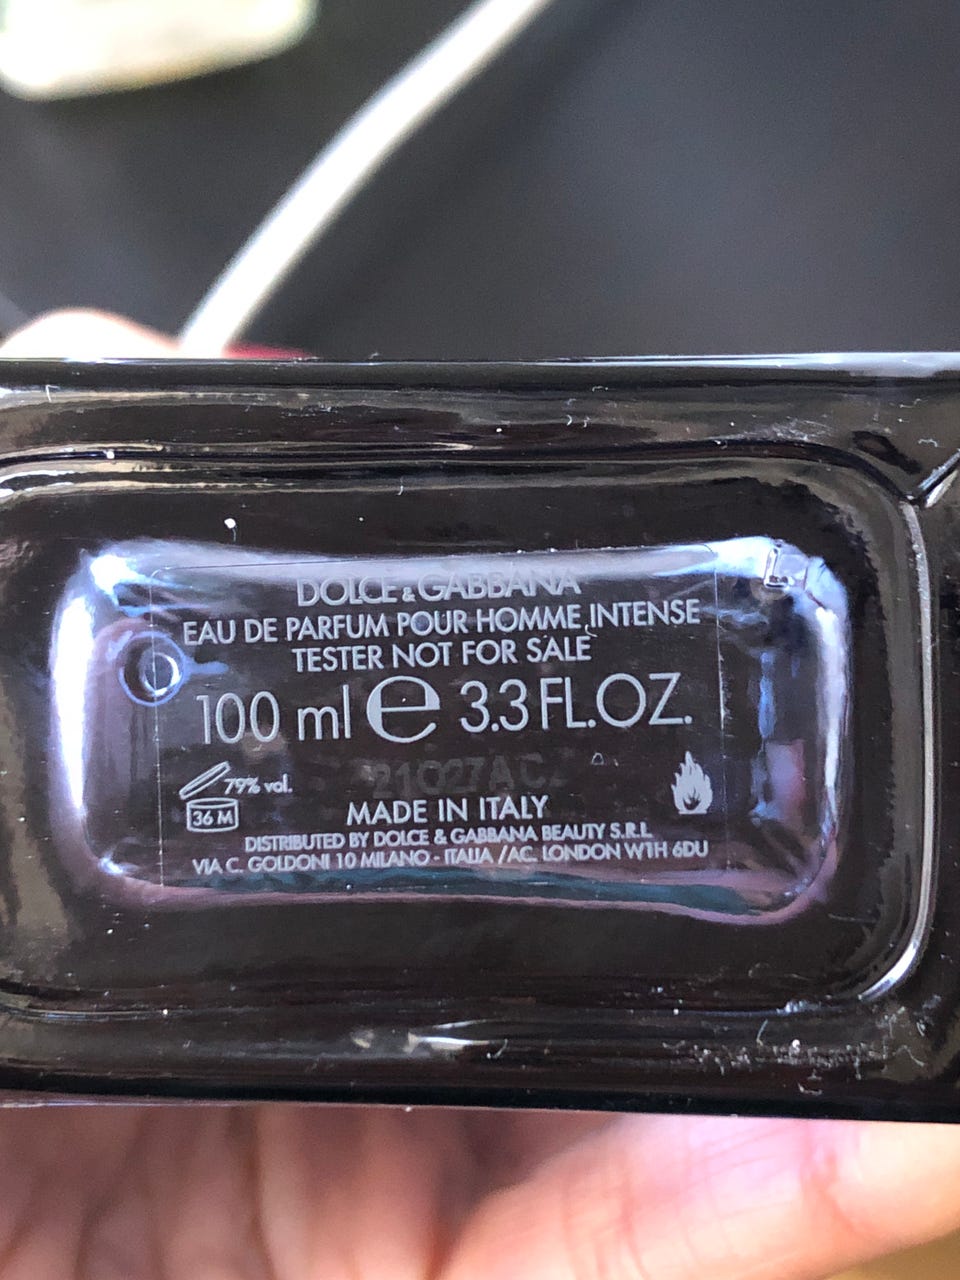 DOLCE & GABBANA
EAU DE PARFUM POUR HOMME INTENSE
TESTER NOT FOR SALE
100 ml ℮ 3.3 FL.OZ.
21027AC
79% vol.
36 M
MADE IN ITALY
DISTRIBUTED BY DOLCE & GABBANA BEAUTY S.R.L.
VIA C. GOLDONI 10 MILANO - ITALIA /AC. LONDON W1H 6DU